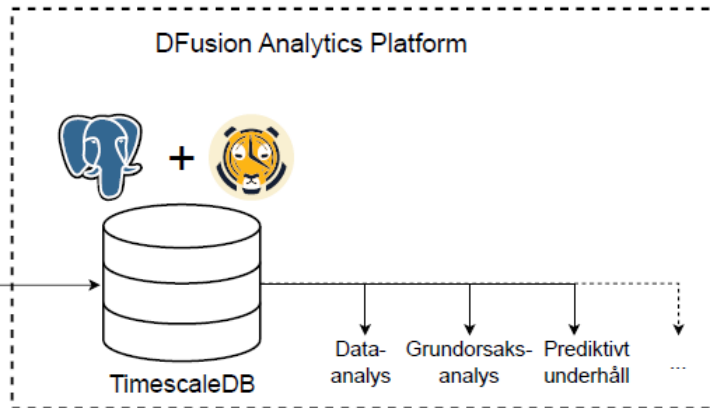 DFusion Analytics Platform
+
TimescaleDB
Data-
analys
Grundorsaks-
analys
Prediktivt
underhåll
...